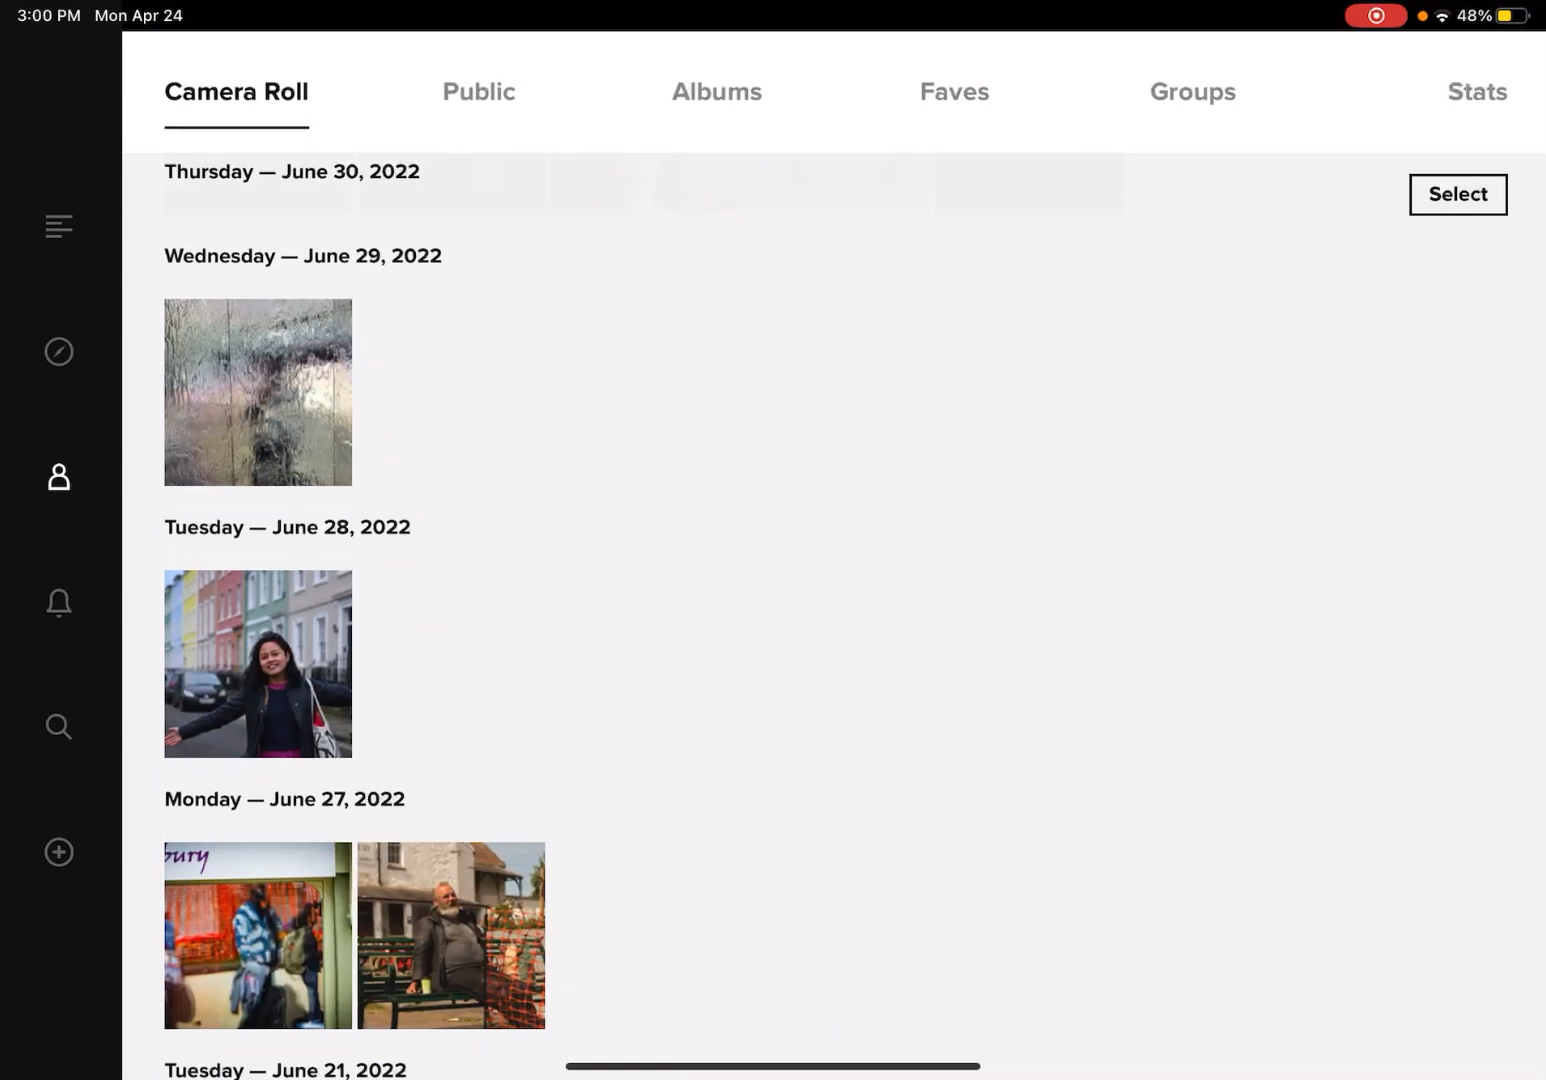 3:00 PM Mon Apr 24
48%
Camera Roll Public Albums Faves Groups Stats
Thursday — June 30, 2022
Select
Wednesday — June 29, 2022
Tuesday — June 28, 2022
Monday — June 27, 2022
bury
Tuesday — June 21, 2022